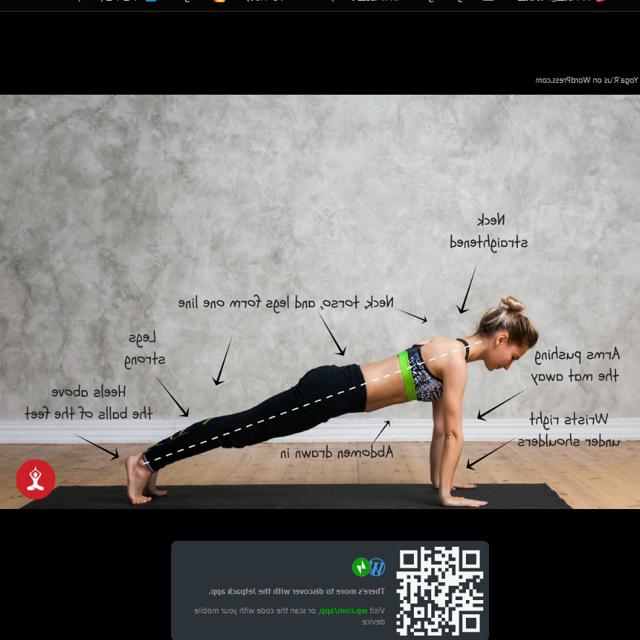 Yoga'R'us on WordPress.com
Neck
straightened
Neck, torso, and legs form one line
Legs
strong
Heels above
the balls of the feet
Arms pushing
the mat away
Wrists right
under shoulders
Abdomen drawn in
There's more to discover with the Jetpack app.
Visit wp.com/app, or scan the code with your mobile
device